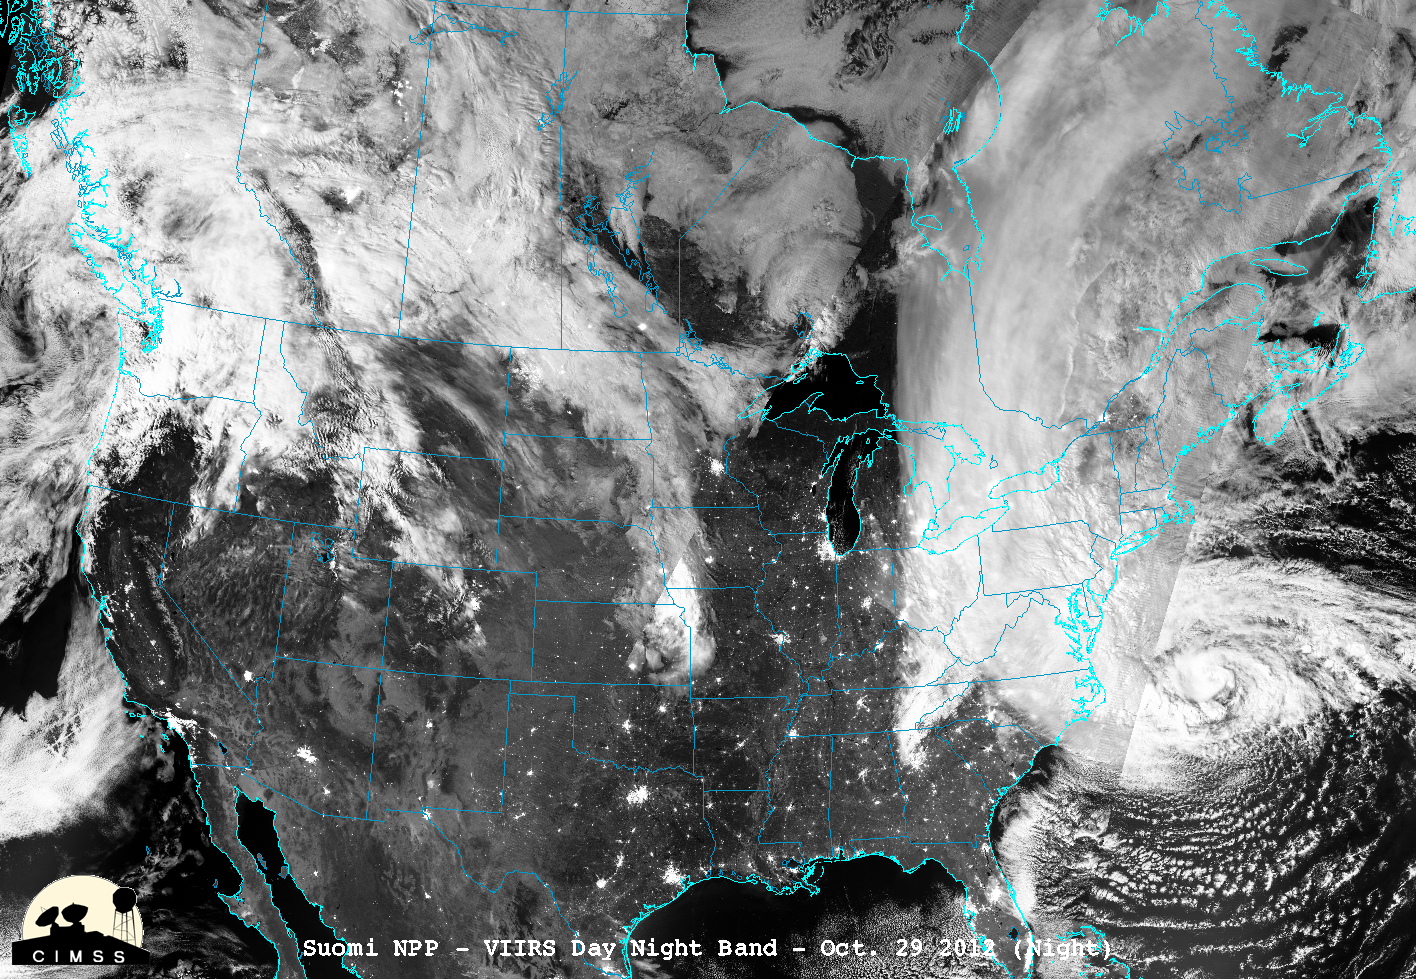 Suomi NPP - VIIRS Day Night Band - Oct. 29 2012 (Night)
CIMSS